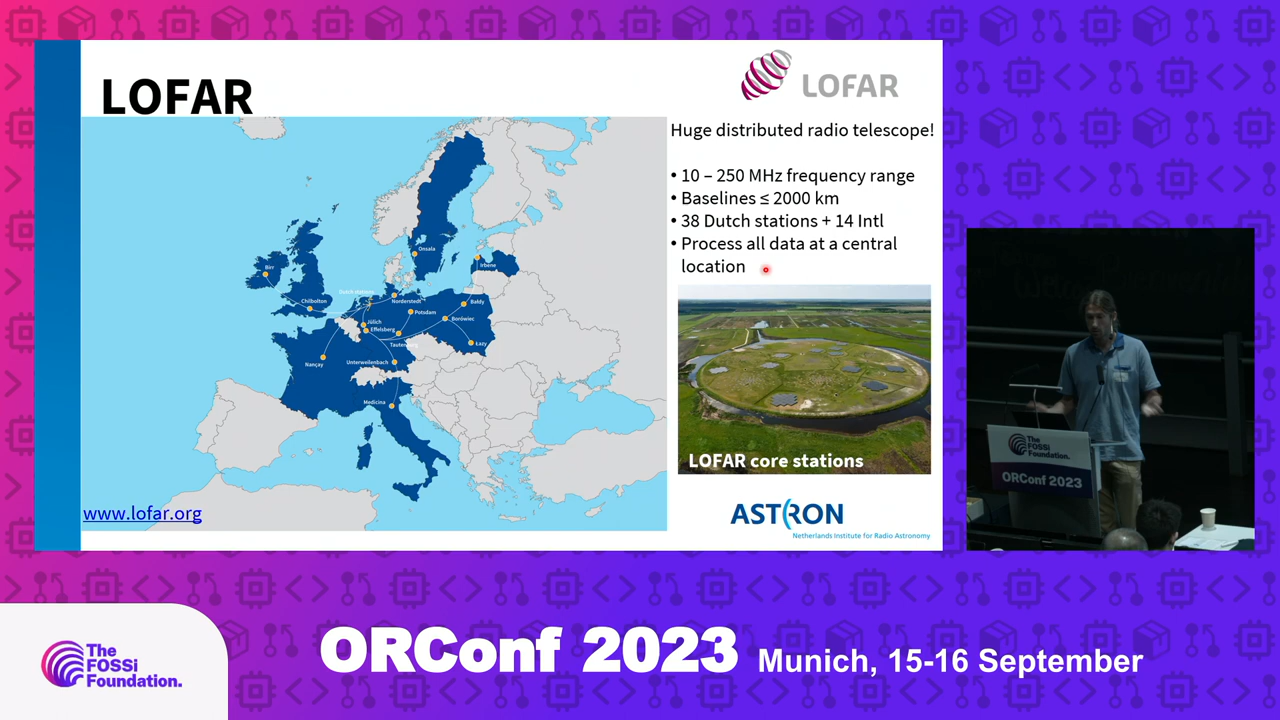 LOFAR
LOFAR
Huge distributed radio telescope!
• 10 – 250 MHz frequency range
• Baselines ≤ 2000 km
• 38 Dutch stations + 14 Intl
• Process all data at a central
location
Onsala
Irbene
Birr
Dutch stations
Chilbolton
Norderstedt
Bałdy
Potsdam
Borówiec
Jülich
Effelsberg
Łazy
Nançay
Unterweilenbach
Medicina
LOFAR core stations
www.lofar.org
ASTRON
Netherlands Institute for Radio Astronomy
The
FOSSi
Foundation.
ORConf 2023
The
FOSSi
Foundation.
ORConf 2023 Munich, 15-16 September